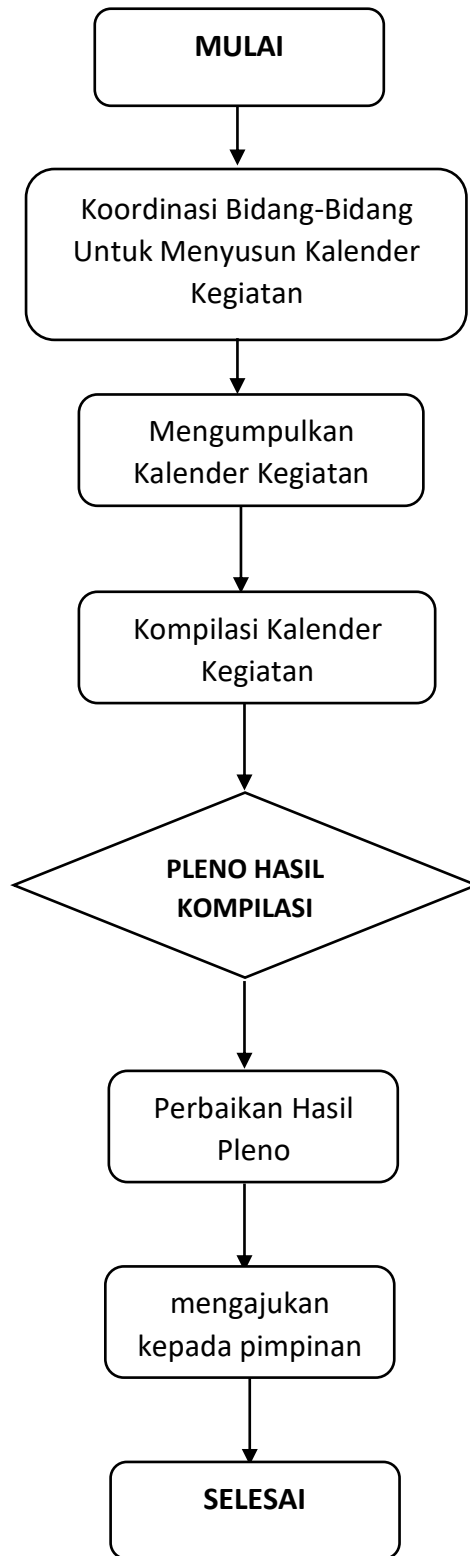 MULAI
Koordinasi Bidang-Bidang
Untuk Menyusun Kalender
Kegiatan
Mengumpulkan
Kalender Kegiatan
Kompilasi Kalender
Kegiatan
PLENO HASIL
KOMPILASI
Perbaikan Hasil
Pleno
mengajukan
kepada pimpinan
SELESAI